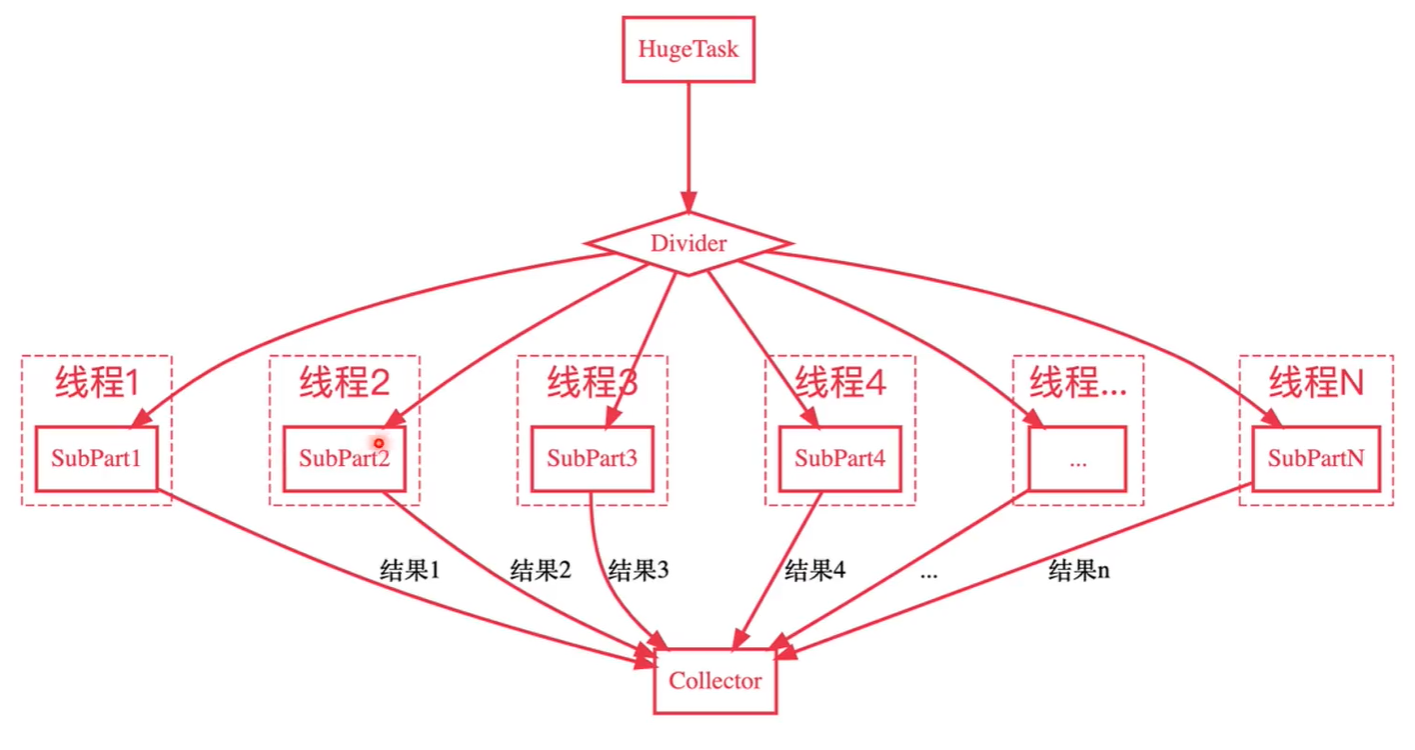 HugeTask
Divider
线程1
线程2
线程3
线程4
线程...
线程N
SubPart1
SubPart2
SubPart3
SubPart4
...
SubPartN
结果1
结果2
结果3
结果4
...
结果n
Collector